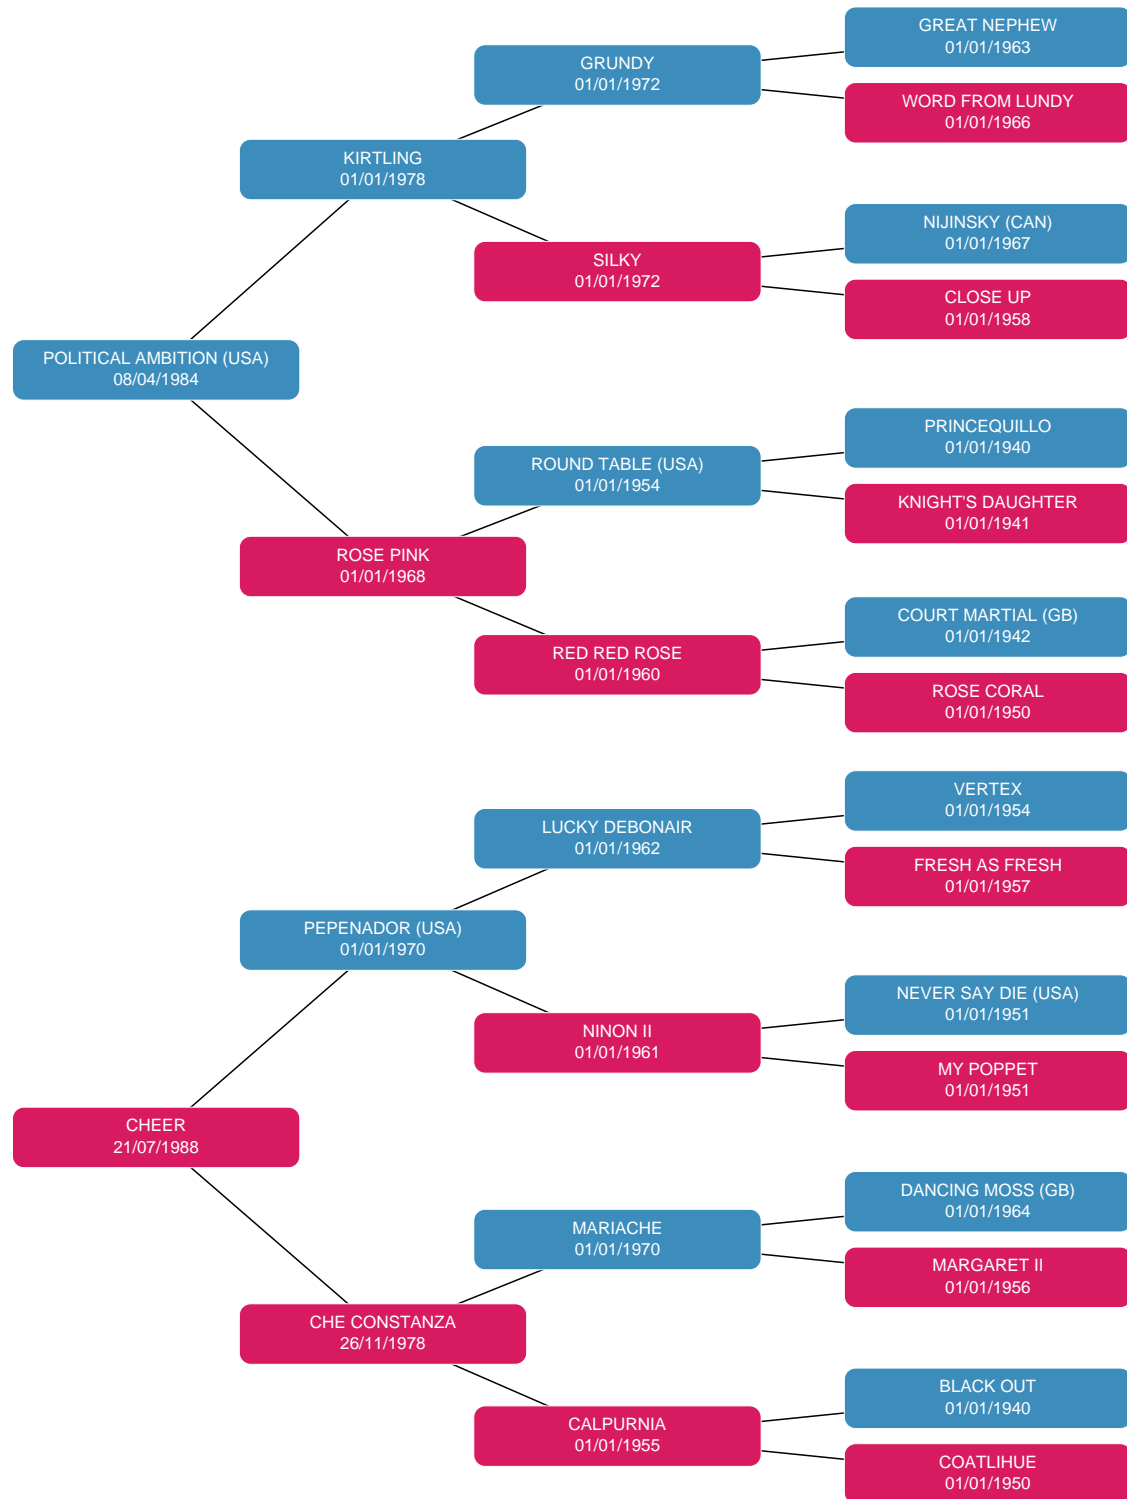 GREAT NEPHEW
01/01/1963
GRUNDY
01/01/1972
WORD FROM LUNDY
01/01/1966
KIRTLING
01/01/1978
NIJINSKY (CAN)
01/01/1967
SILKY
01/01/1972
CLOSE UP
01/01/1958
POLITICAL AMBITION (USA)
08/04/1984
PRINCEQUILLO
01/01/1940
ROUND TABLE (USA)
01/01/1954
KNIGHT'S DAUGHTER
01/01/1941
ROSE PINK
01/01/1968
COURT MARTIAL (GB)
01/01/1942
RED RED ROSE
01/01/1960
ROSE CORAL
01/01/1950
VERTEX
01/01/1954
LUCKY DEBONAIR
01/01/1962
FRESH AS FRESH
01/01/1957
PEPENADOR (USA)
01/01/1970
NEVER SAY DIE (USA)
01/01/1951
NINON II
01/01/1961
MY POPPET
01/01/1951
CHEER
21/07/1988
DANCING MOSS (GB)
01/01/1964
MARIACHE
01/01/1970
MARGARET II
01/01/1956
CHE CONSTANZA
26/11/1978
BLACK OUT
01/01/1940
CALPURNIA
01/01/1955
COATLIHUE
01/01/1950